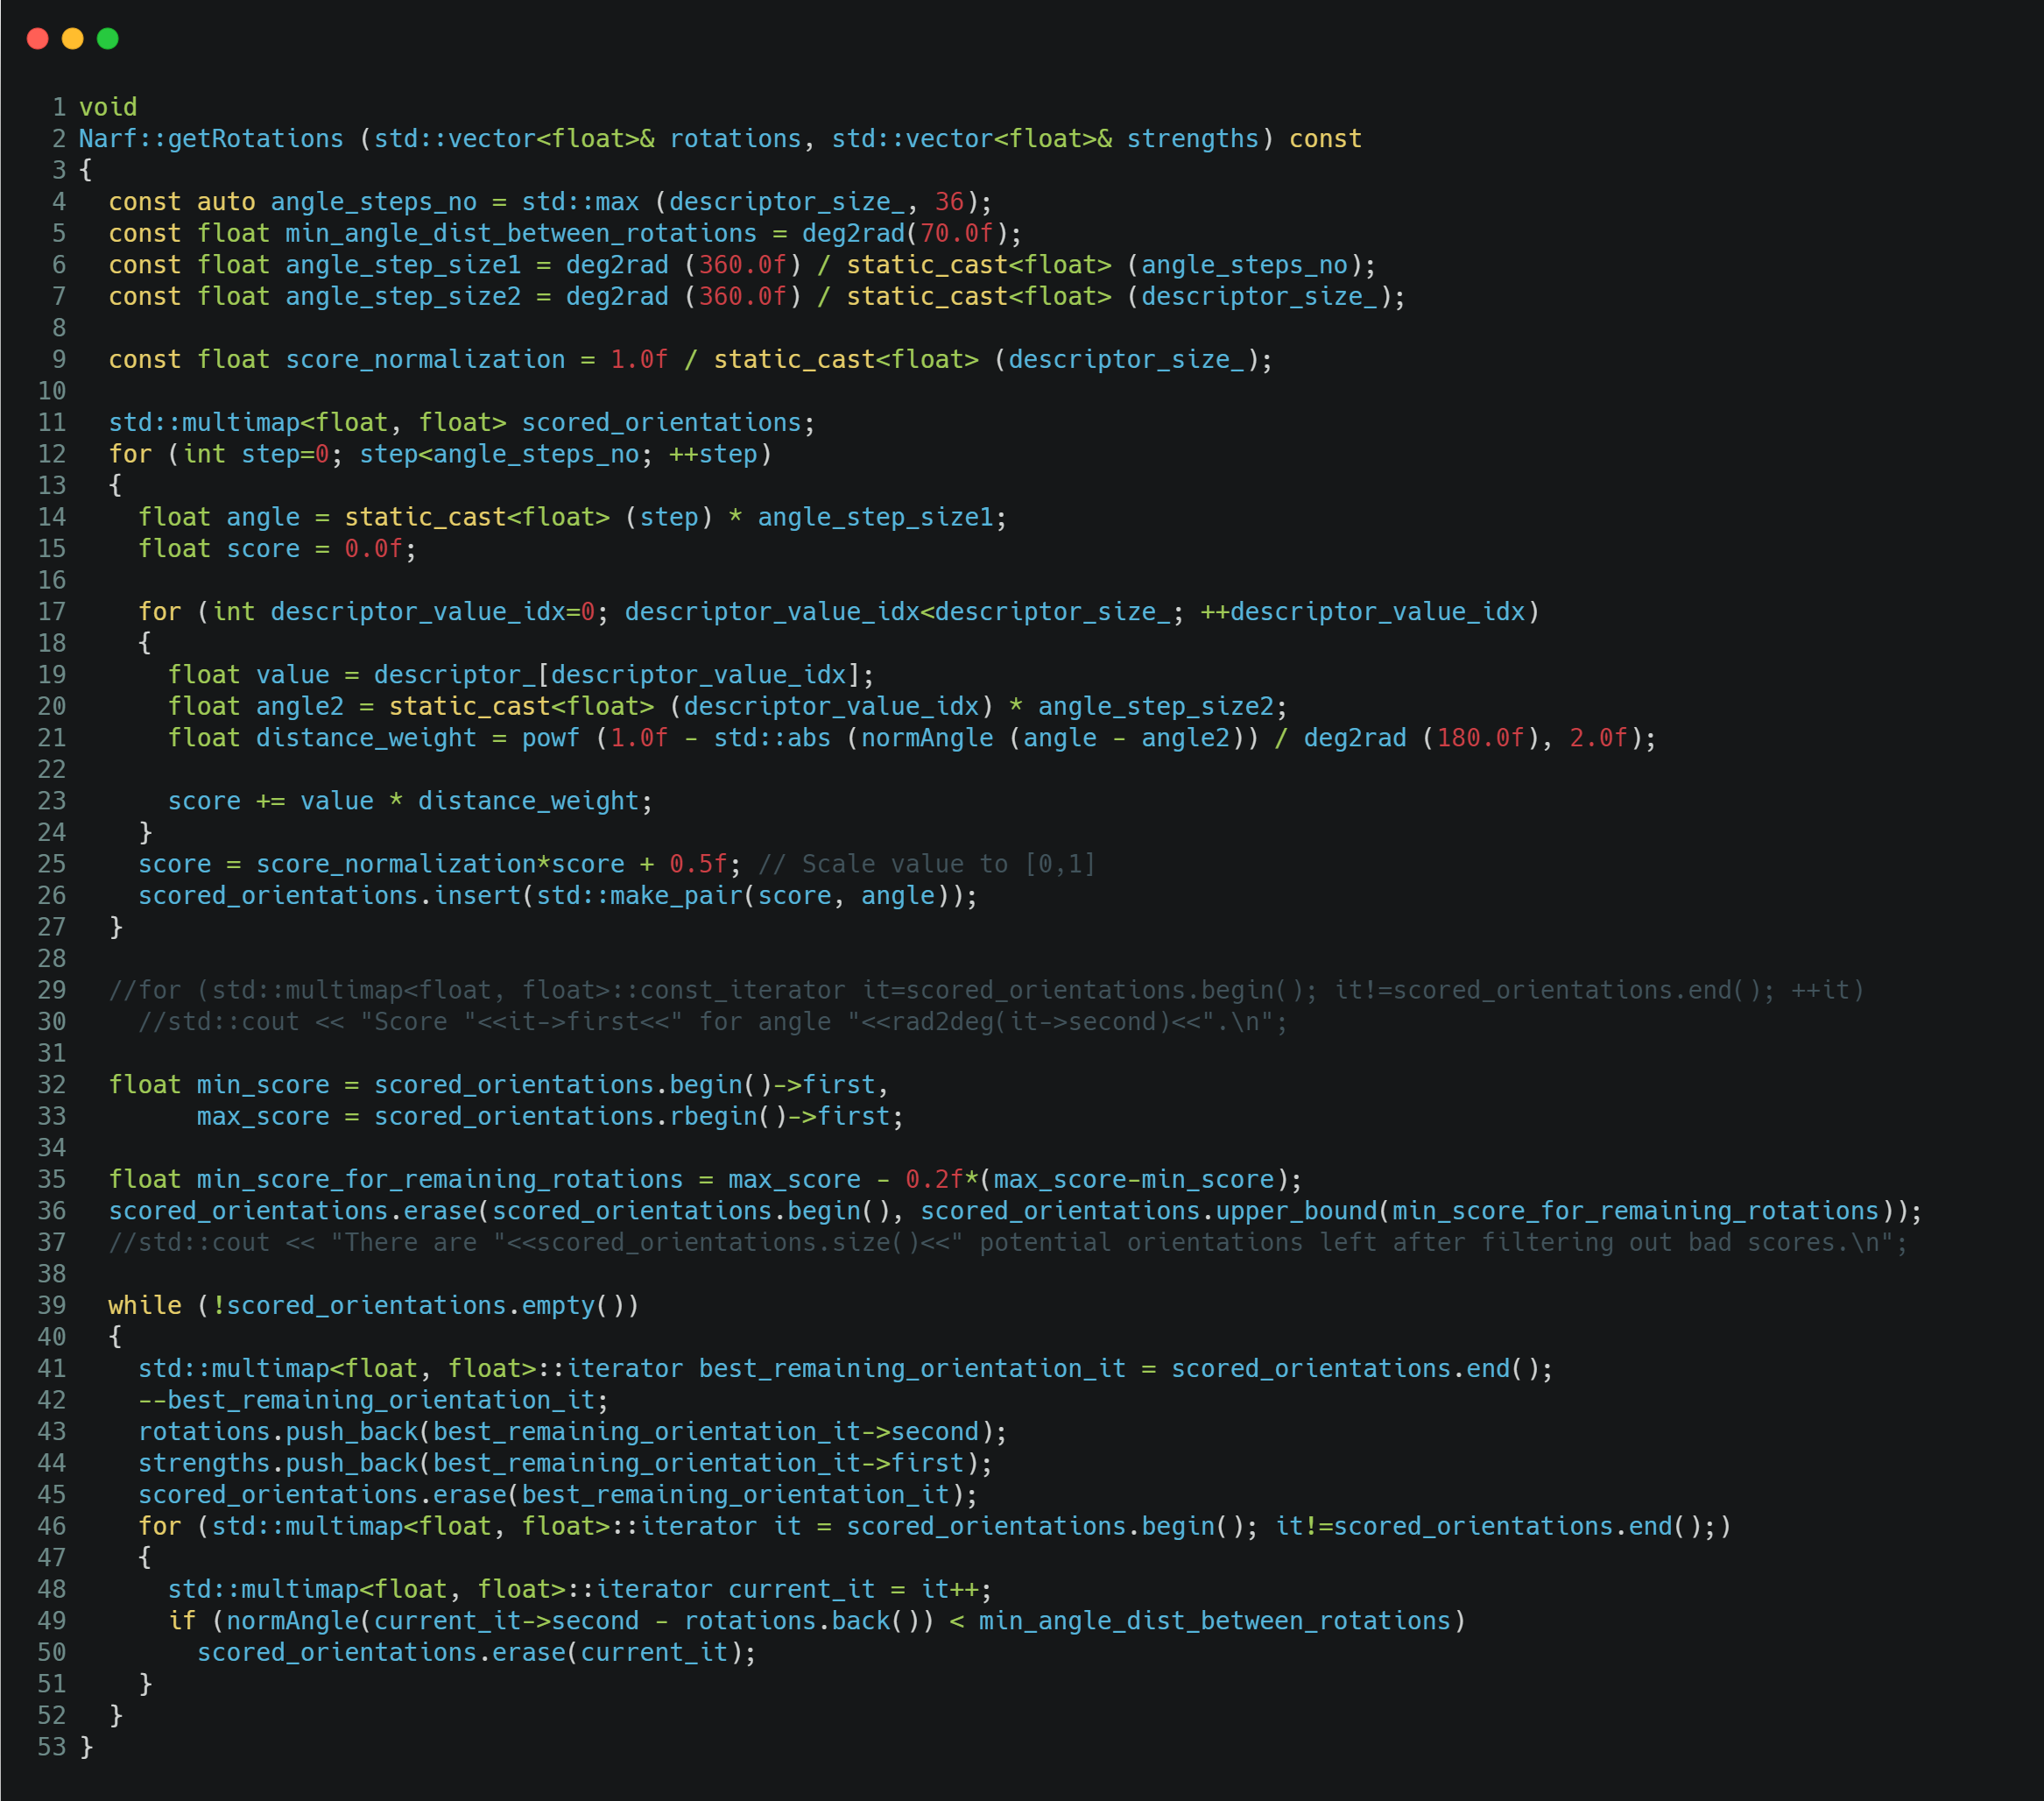 1 void
2 Narf::getRotations (std::vector<float>& rotations, std::vector<float>& strengths) const
3 {
4   const auto angle_steps_no = std::max (descriptor_size_, 36);
5   const float min_angle_dist_between_rotations = deg2rad(70.0f);
6   const float angle_step_size1 = deg2rad (360.0f) / static_cast<float> (angle_steps_no);
7   const float angle_step_size2 = deg2rad (360.0f) / static_cast<float> (descriptor_size_);
8
9   const float score_normalization = 1.0f / static_cast<float> (descriptor_size_);
10
11   std::multimap<float, float> scored_orientations;
12   for (int step=0; step<angle_steps_no; ++step)
13   {
14     float angle = static_cast<float> (step) * angle_step_size1;
15     float score = 0.0f;
16
17     for (int descriptor_value_idx=0; descriptor_value_idx<descriptor_size_; ++descriptor_value_idx)
18     {
19       float value = descriptor_[descriptor_value_idx];
20       float angle2 = static_cast<float> (descriptor_value_idx) * angle_step_size2;
21       float distance_weight = powf (1.0f - std::abs (normAngle (angle - angle2)) / deg2rad (180.0f), 2.0f);
22
23       score += value * distance_weight;
24     }
25     score = score_normalization*score + 0.5f; // Scale value to [0,1]
26     scored_orientations.insert(std::make_pair(score, angle));
27   }
28
29   //for (std::multimap<float, float>::const_iterator it=scored_orientations.begin(); it!=scored_orientations.end(); ++it)
30     //std::cout << "Score "<<it->first<<" for angle "<<rad2deg(it->second)<<".\n";
31
32   float min_score = scored_orientations.begin()->first,
33         max_score = scored_orientations.rbegin()->first;
34
35   float min_score_for_remaining_rotations = max_score - 0.2f*(max_score-min_score);
36   scored_orientations.erase(scored_orientations.begin(), scored_orientations.upper_bound(min_score_for_remaining_rotations));
37   //std::cout << "There are "<<scored_orientations.size()<<" potential orientations left after filtering out bad scores.\n";
38
39   while (!scored_orientations.empty())
40   {
41     std::multimap<float, float>::iterator best_remaining_orientation_it = scored_orientations.end();
42     --best_remaining_orientation_it;
43     rotations.push_back(best_remaining_orientation_it->second);
44     strengths.push_back(best_remaining_orientation_it->first);
45     scored_orientations.erase(best_remaining_orientation_it);
46     for (std::multimap<float, float>::iterator it = scored_orientations.begin(); it!=scored_orientations.end();)
47     {
48       std::multimap<float, float>::iterator current_it = it++;
49       if (normAngle(current_it->second - rotations.back()) < min_angle_dist_between_rotations)
50         scored_orientations.erase(current_it);
51     }
52   }
53 }